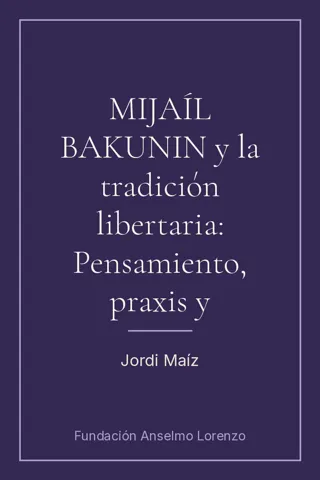 MIJAÍL
BAKUNIN y la
tradición
libertaria:
Pensamiento,
praxis y
Jordi Maíz
Fundación Anselmo Lorenzo